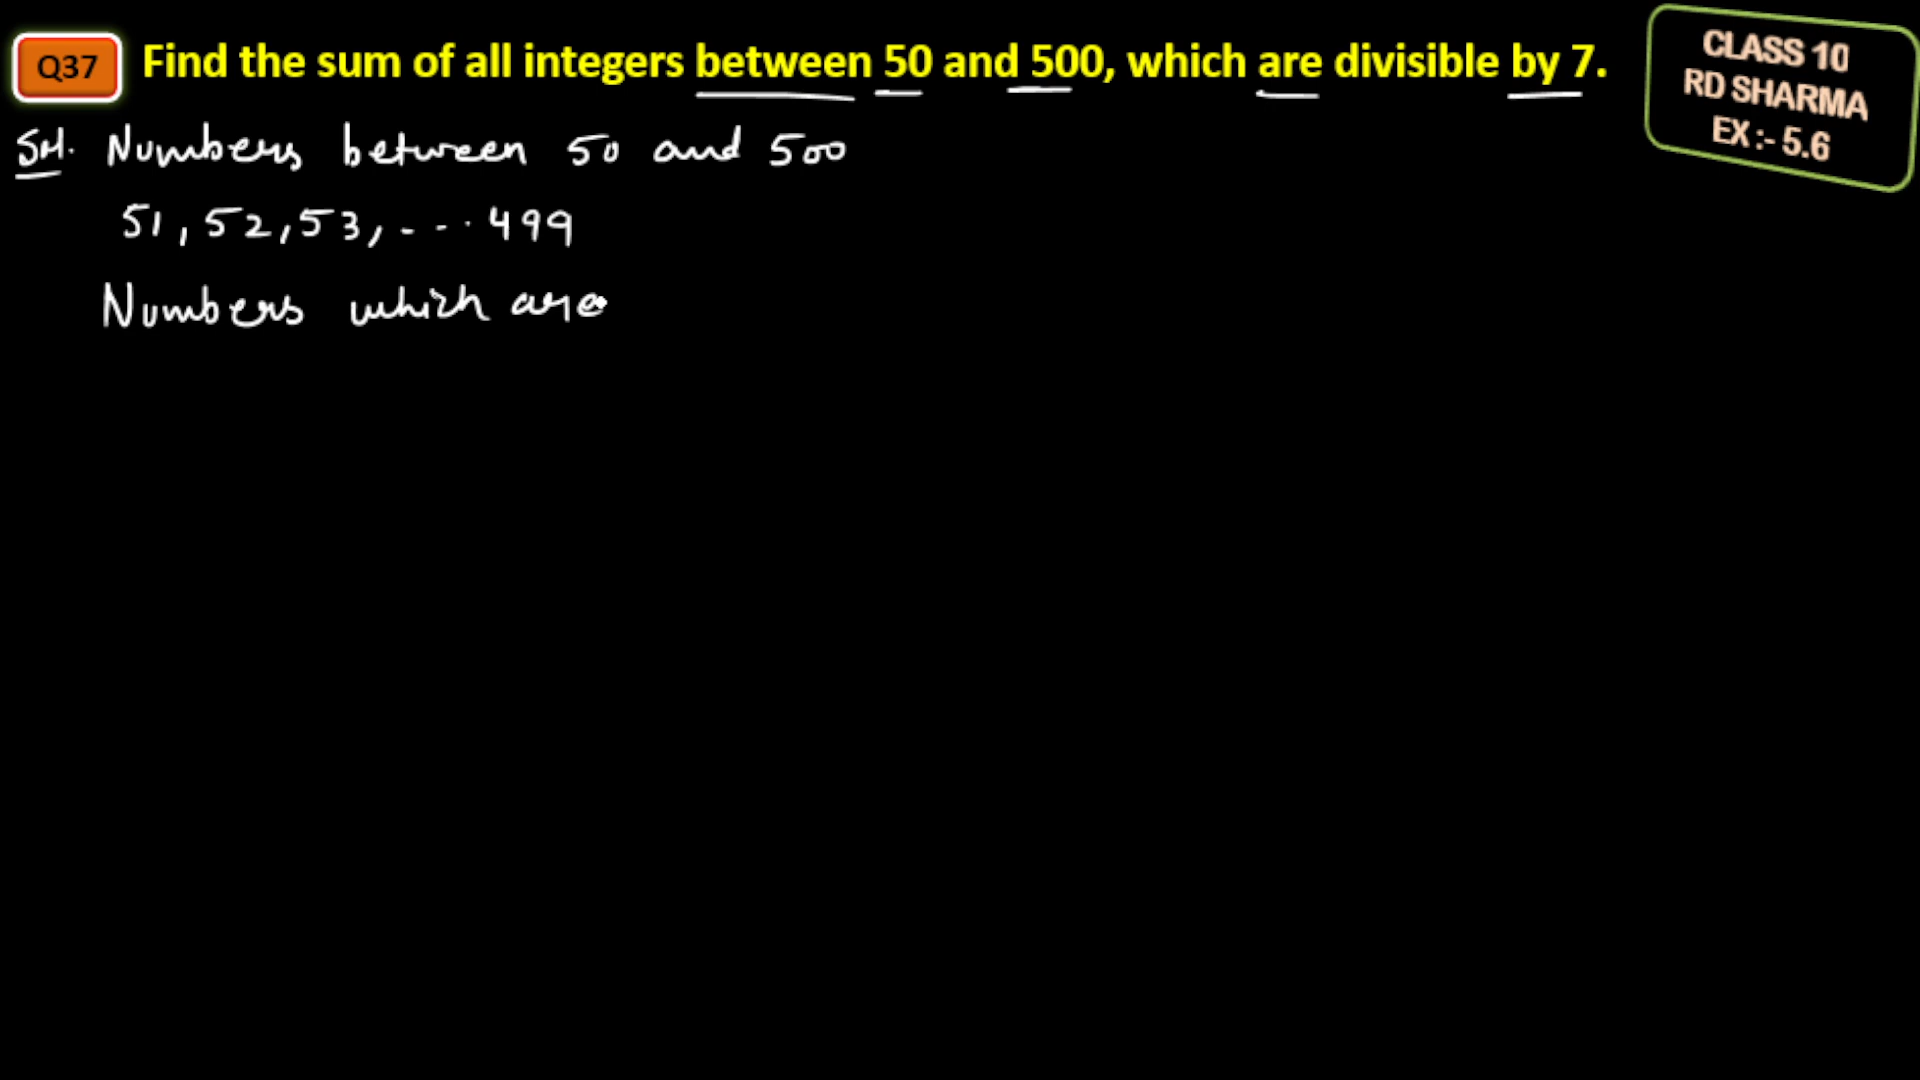 Q37 Find the sum of all integers between 50 and 500, which are divisible by 7.
CLASS 10
RD SHARMA
EX :- 5.6
Sol. Numbers between 50 and 500
51, 52, 53, - - - 499
Numbers which are